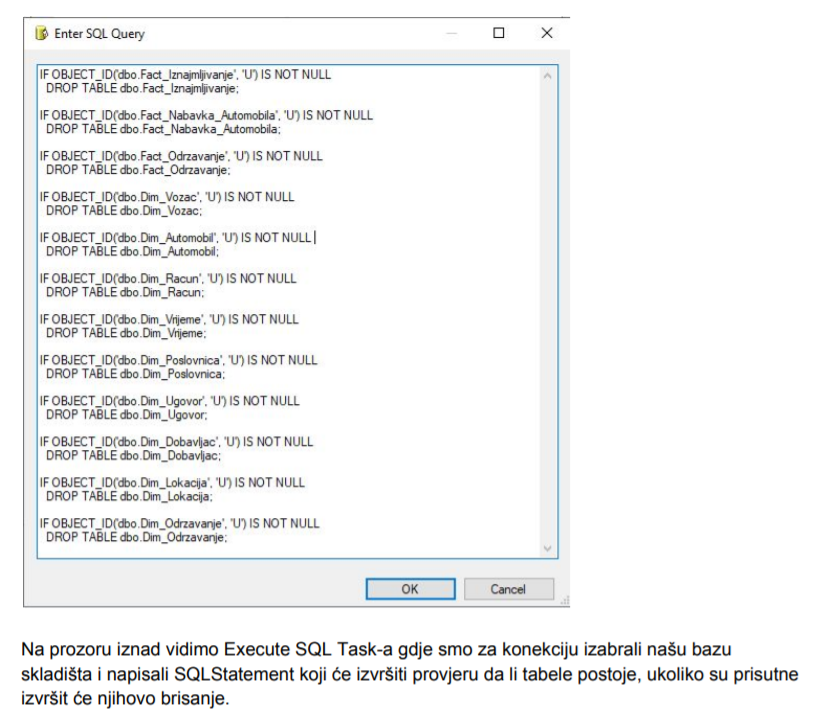 Enter SQL Query
IF OBJECT_ID('dbo.Fact_Iznajmljivanje', 'U') IS NOT NULL
DROP TABLE dbo.Fact_Iznajmljivanje;
IF OBJECT_ID('dbo.Fact_Nabavka_Automobila', 'U') IS NOT NULL
DROP TABLE dbo.Fact_Nabavka_Automobila;
IF OBJECT_ID('dbo.Fact_Odrzavanje', 'U') IS NOT NULL
DROP TABLE dbo.Fact_Odrzavanje;
IF OBJECT_ID('dbo.Dim_Vozac', 'U') IS NOT NULL
DROP TABLE dbo.Dim_Vozac;
IF OBJECT_ID('dbo.Dim_Automobil', 'U') IS NOT NULL
DROP TABLE dbo.Dim_Automobil;
IF OBJECT_ID('dbo.Dim_Racun', 'U') IS NOT NULL
DROP TABLE dbo.Dim_Racun;
IF OBJECT_ID('dbo.Dim_Vrijeme', 'U') IS NOT NULL
DROP TABLE dbo.Dim_Vrijeme;
IF OBJECT_ID('dbo.Dim_Poslovnica', 'U') IS NOT NULL
DROP TABLE dbo.Dim_Poslovnica;
IF OBJECT_ID('dbo.Dim_Ugovor', 'U') IS NOT NULL
DROP TABLE dbo.Dim_Ugovor;
IF OBJECT_ID('dbo.Dim_Dobavljac', 'U') IS NOT NULL
DROP TABLE dbo.Dim_Dobavljac;
IF OBJECT_ID('dbo.Dim_Lokacija', 'U') IS NOT NULL
DROP TABLE dbo.Dim_Lokacija;
IF OBJECT_ID('dbo.Dim_Odrzavanje', 'U') IS NOT NULL
DROP TABLE dbo.Dim_Odrzavanje;
OK Cancel
Na prozoru iznad vidimo Execute SQL Task-a gdje smo za konekciju izabrali našu bazu
skladišta i napisali SQLStatement koji će izvršiti provjeru da li tabele postoje, ukoliko su prisutne
izvršit će njihovo brisanje.